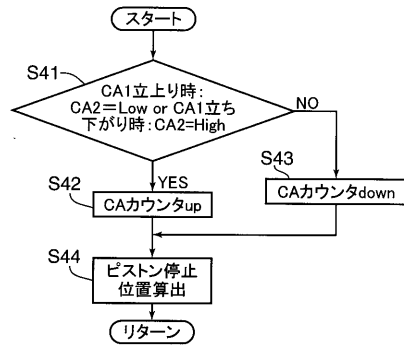 スタート
S41
CA1立上り時:
CA2=Low or CA1立ち
下がり時:CA2=High
NO
YES
S42
CAカウンタup
S43
CAカウンタdown
S44
ピストン停止
位置算出
リターン